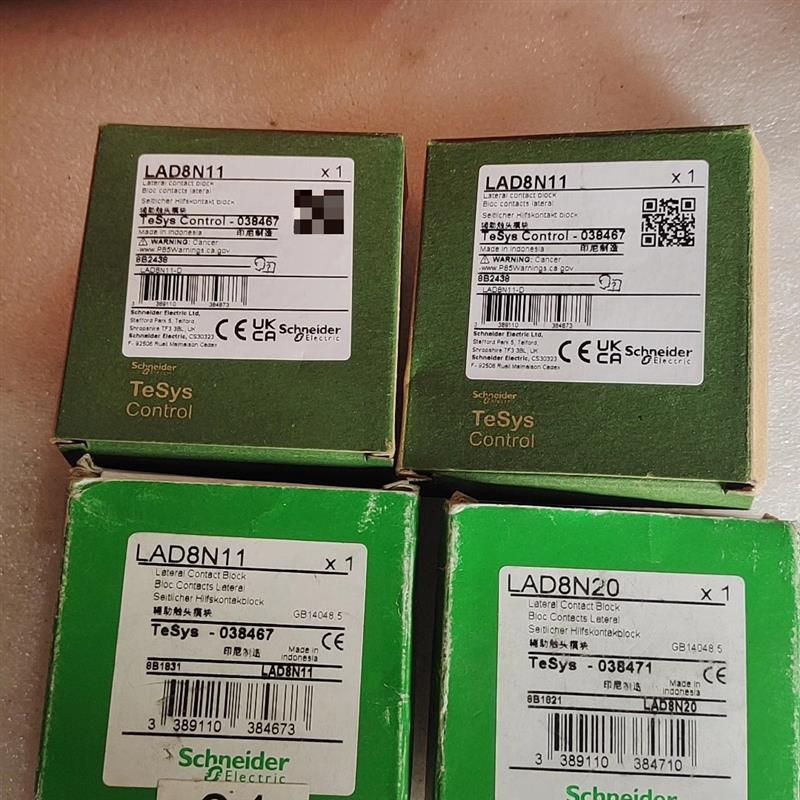 LAD8N11 x 1
Lateral contact block
Bloc contacts lateral
Seitlicher Hilfskontakt block
辅助触头模块
TeSys Control - 038467
Made in Indonesia 印尼制造
⚠ WARNING: Cancer
www.P65Warnings.ca.gov
8B2438
LAD8N11-D
3 389110 384673
Schneider Electric Ltd,
Stafford Park 5, Telford,
Shropshire TF3 3BL, UK
Schneider Electric, CS30323
F- 92506 Rueil Malmaison Cedex
CE UKCA Schneider Electric
Schneider Electric
TeSys
Control
LAD8N11 x 1
Lateral contact block
Bloc contacts lateral
Seitlicher Hilfskontakt block
辅助触头模块
TeSys Control - 038467
Made in Indonesia 印尼制造
⚠ WARNING: Cancer
www.P65Warnings.ca.gov
8B2438
LAD8N11-D
3 389110 384673
Schneider Electric Ltd,
Stafford Park 5, Telford,
Shropshire TF3 3BL, UK
Schneider Electric, CS30323
F- 92506 Rueil Malmaison Cedex
CE UKCA Schneider Electric
Schneider Electric
TeSys
Control
LAD8N11 x 1
Lateral Contact Block
Bloc Contacts Lateral
Seitlicher Hilfskontakblock
辅助触头模块 GB14048.5
TeSys - 038467 CE
印尼制造 Made in Indonesia
8B1831 LAD8N11
3 389110 384673
Schneider Electric
LAD8N20 x 1
Lateral Contact Block
Bloc Contacts Lateral
Seitlicher Hilfskontakblock
辅助触头模块 GB14048.5
TeSys - 038471 CE
印尼制造 Made in Indonesia
8B1821 LAD8N20
3 389110 384710
Schneider